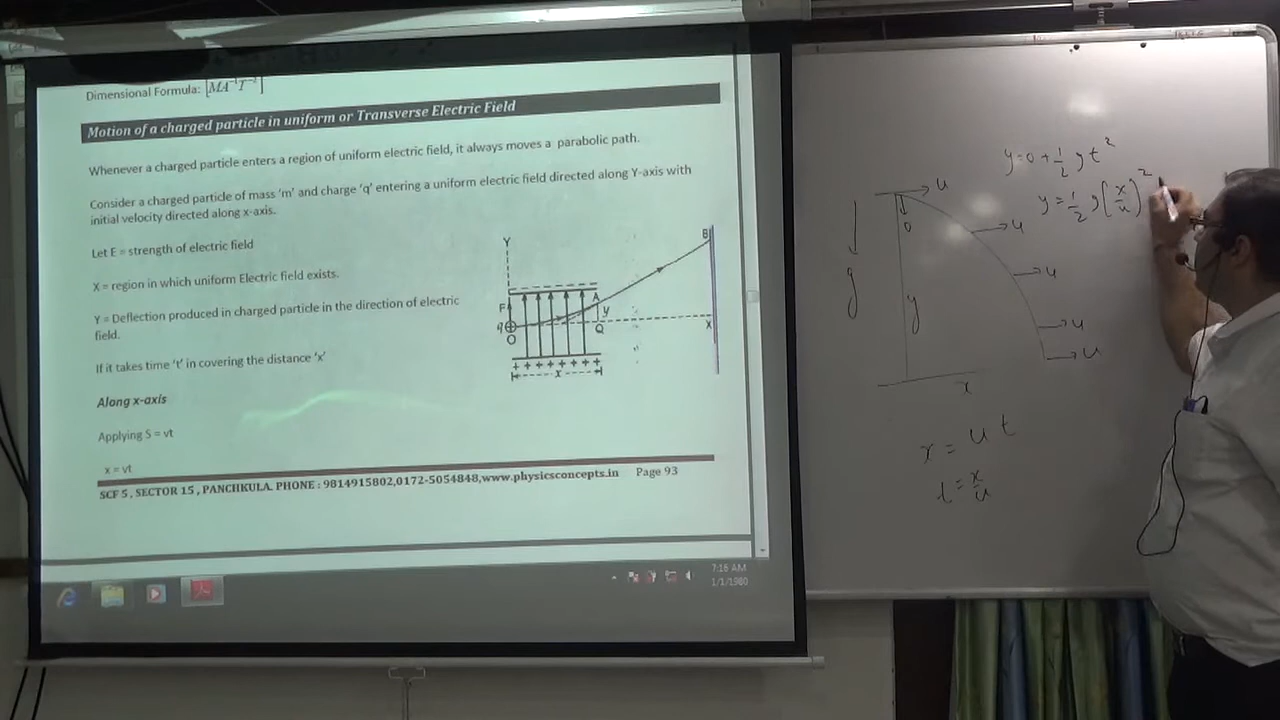 Dimensional Formula: [MA⁻¹T⁻²]
Motion of a charged particle in uniform or Transverse Electric Field
Whenever a charged particle enters a region of uniform electric field, it always moves a parabolic path.
Consider a charged particle of mass 'm' and charge 'q' entering a uniform electric field directed along Y-axis with
initial velocity directed along x-axis.
Let E = strength of electric field
X = region in which uniform Electric field exists.
Y = Deflection produced in charged particle in the direction of electric
field.
If it takes time 't' in covering the distance 'x'
Along x-axis
Applying S = vt
x = vt
Y
B
F
A
y
q
O
Q
X
+ + + + + + + +
x
SCF 5 , SECTOR 15 , PANCHKULA. PHONE : 9814915802,0172-5054848,www.physicsconcepts.in Page 93
7:16 AM
1/1/1980
y = 0 + 1/2 g t²
y = 1/2 g (x/u)²
u
0
u
g
y
u
u
u
x
x = u t
t = x/u